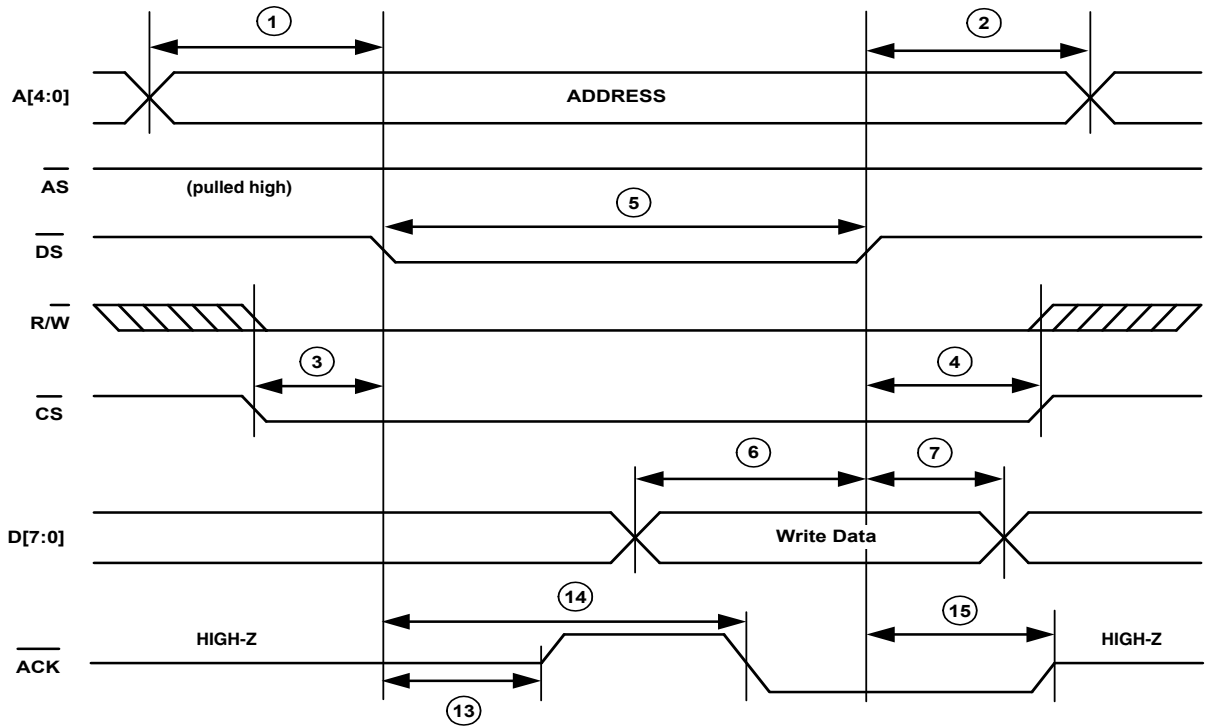 1
2
A[4:0]
ADDRESS
AS
(pulled high)
5
DS
R/W
3
4
CS
6
7
D[7:0]
Write Data
14
15
HIGH-Z
HIGH-Z
ACK
13